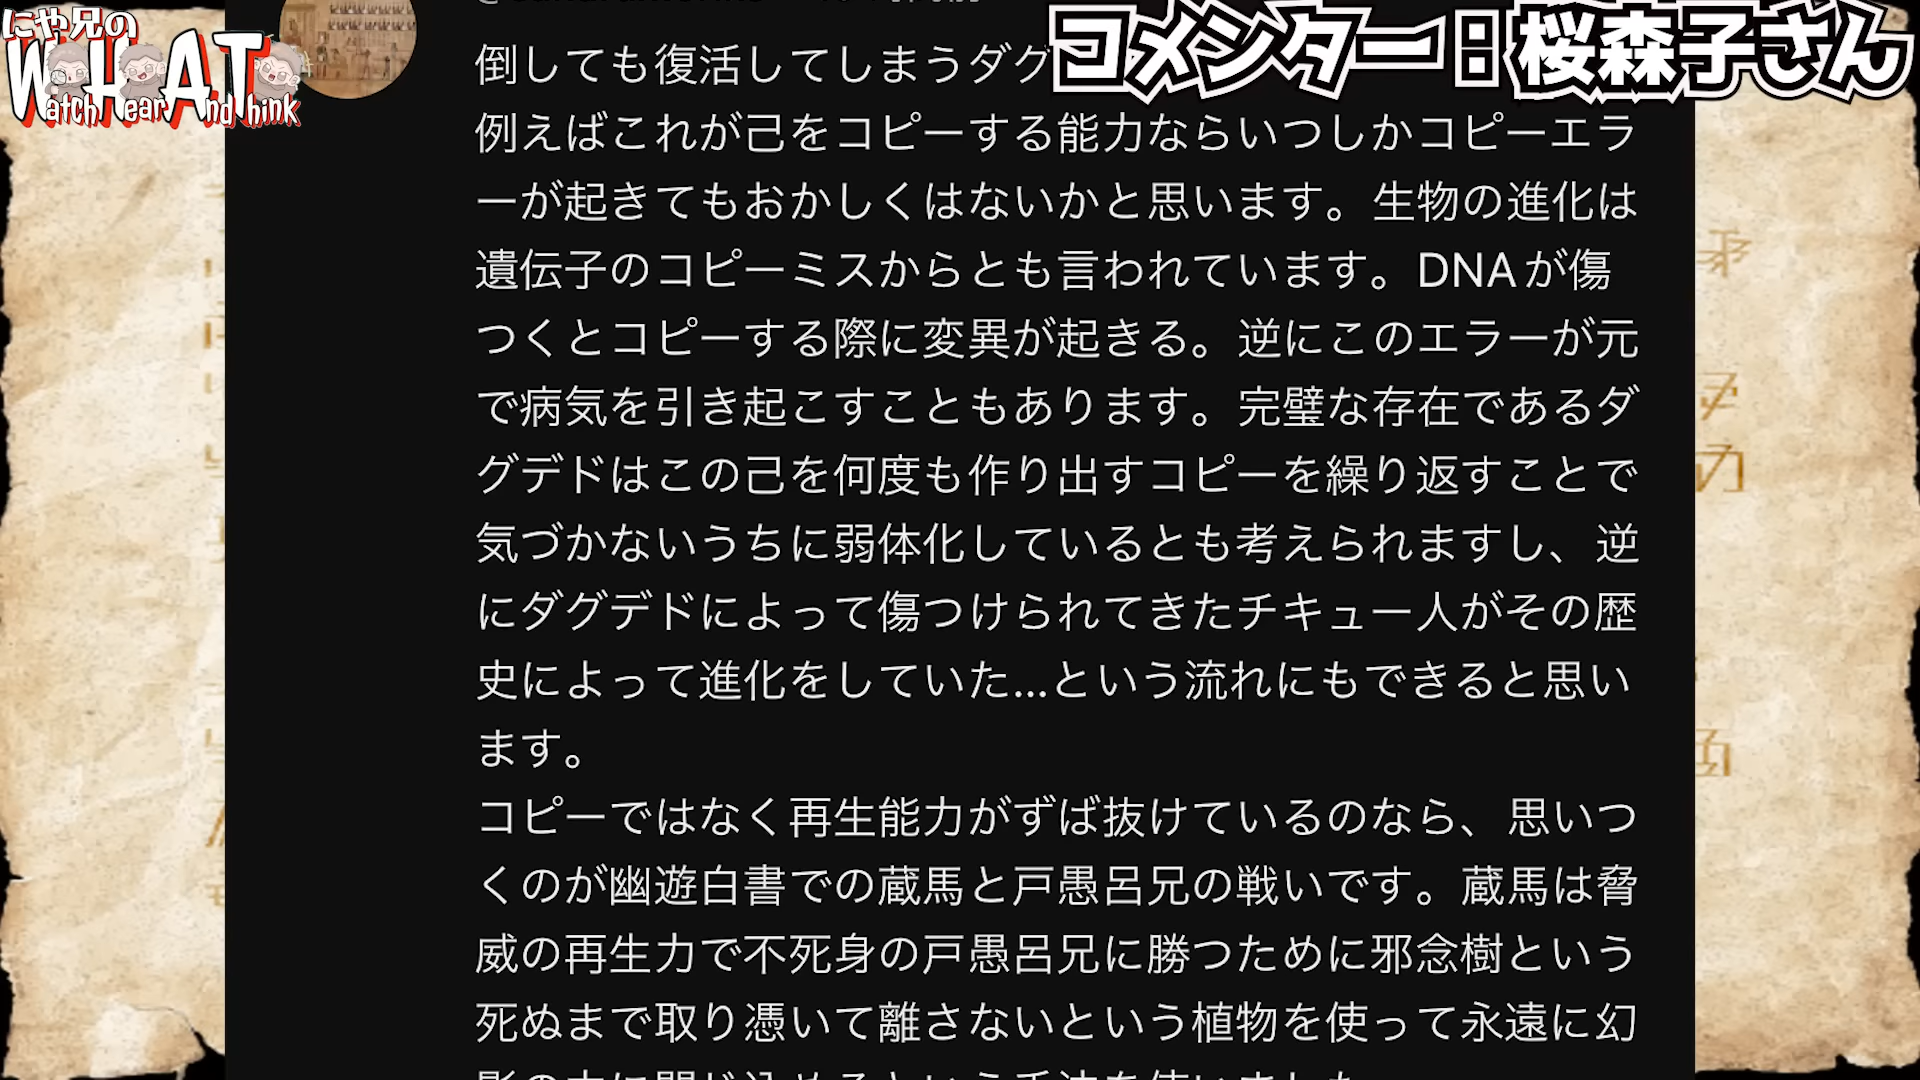 にや兄の
WHAT
Watch Hear And Think
コメンター：桜森子さん
倒しても復活してしまうダグ
例えばこれが己をコピーする能力ならいつしかコピーエラ
ーが起きてもおかしくはないかと思います。生物の進化は
遺伝子のコピーミスからとも言われています。DNAが傷
つくとコピーする際に変異が起きる。逆にこのエラーが元
で病気を引き起こすこともあります。完璧な存在であるダ
グデドはこの己を何度も作り出すコピーを繰り返すことで
気づかないうちに弱体化しているとも考えられますし、逆
にダグデドによって傷つけられてきたチキュー人がその歴
史によって進化をしていた...という流れにもできると思い
ます。
コピーではなく再生能力がずば抜けているのなら、思いつ
くのが幽遊白書での蔵馬と戸愚呂兄の戦いです。蔵馬は脅
威の再生力で不死身の戸愚呂兄に勝つために邪念樹という
死ぬまで取り憑いて離さないという植物を使って永遠に幻